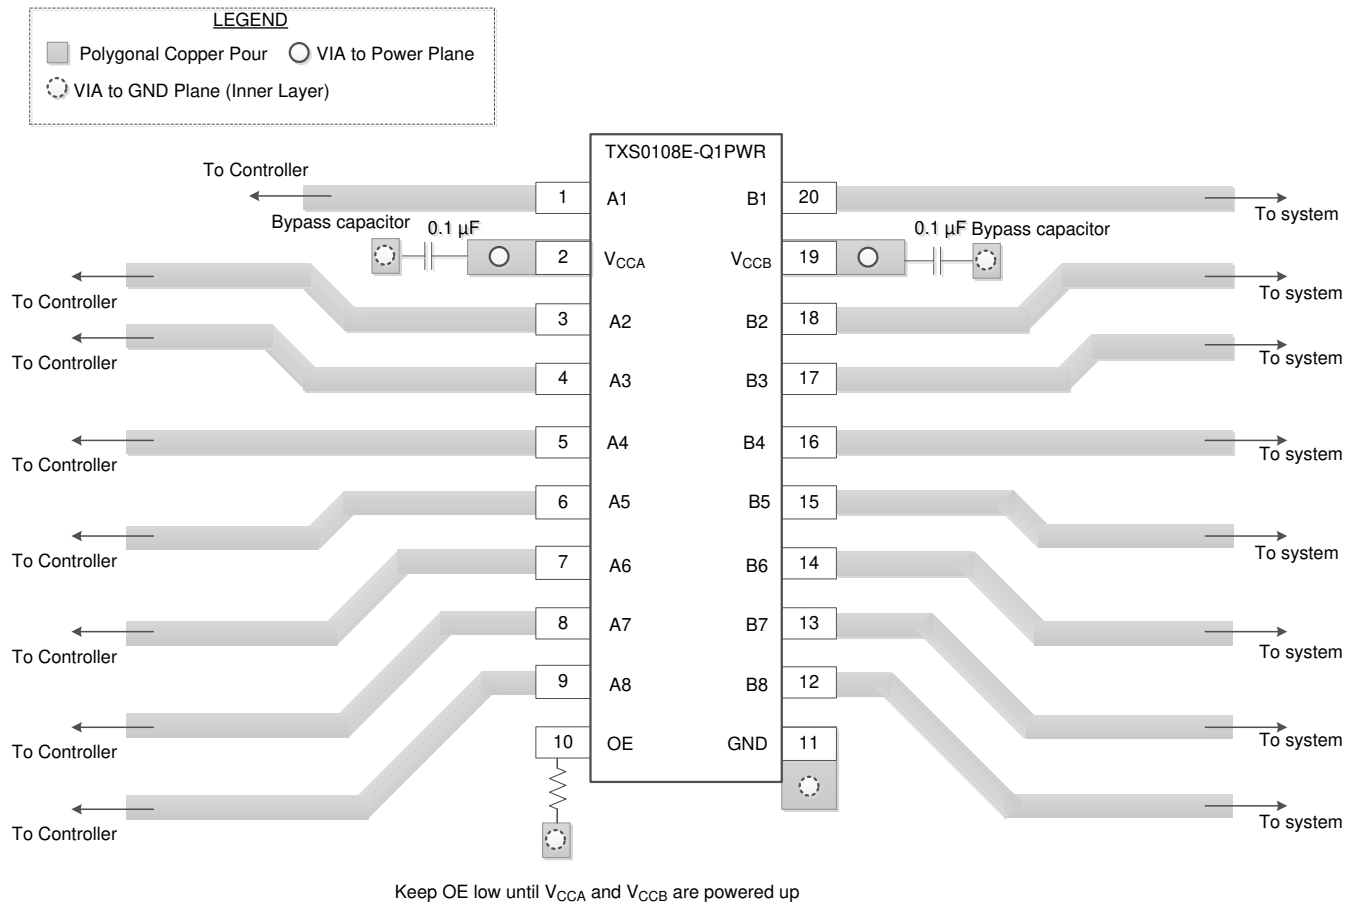 LEGEND
Polygonal Copper Pour
VIA to Power Plane
VIA to GND Plane (Inner Layer)
TXS0108E-Q1PWR
To Controller
1
A1
B1
20
To system
Bypass capacitor
0.1 µF
2
VCCA
VCCB
19
0.1 µF
Bypass capacitor
To Controller
3
A2
B2
18
To system
To Controller
4
A3
B3
17
To system
To Controller
5
A4
B4
16
To system
To Controller
6
A5
B5
15
To system
To Controller
7
A6
B6
14
To system
To Controller
8
A7
B7
13
To system
To Controller
9
A8
B8
12
To system
10
OE
GND
11
Keep OE low until VCCA and VCCB are powered up